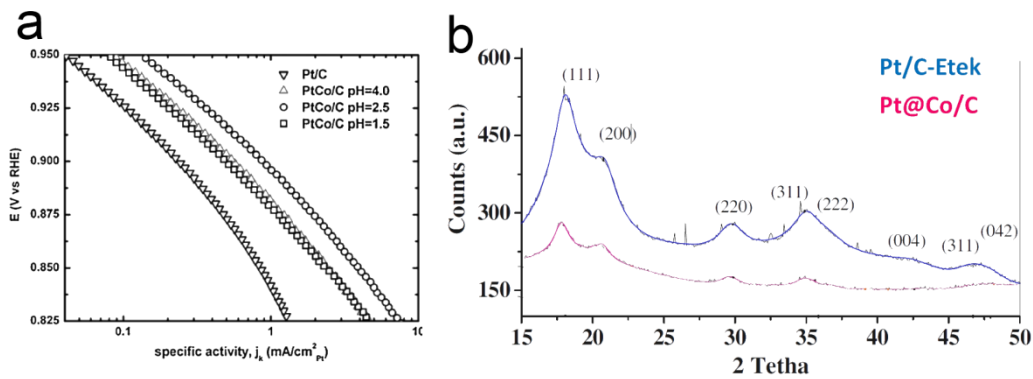 a
0.950
0.925
0.900
0.875
0.850
0.825
E (V vs RHE)
Pt/C
PtCo/C pH=4.0
PtCo/C pH=2.5
PtCo/C pH=1.5
0.1
1
10
specific activity, jₖ (mA/cm²Pt)
b
600
450
300
150
Counts (a.u.)
Pt/C-Etek
Pt@Co/C
(111)
(200)
(220)
(311)
(222)
(004)
(311)
(042)
15
20
25
30
35
40
45
50
2 Tetha